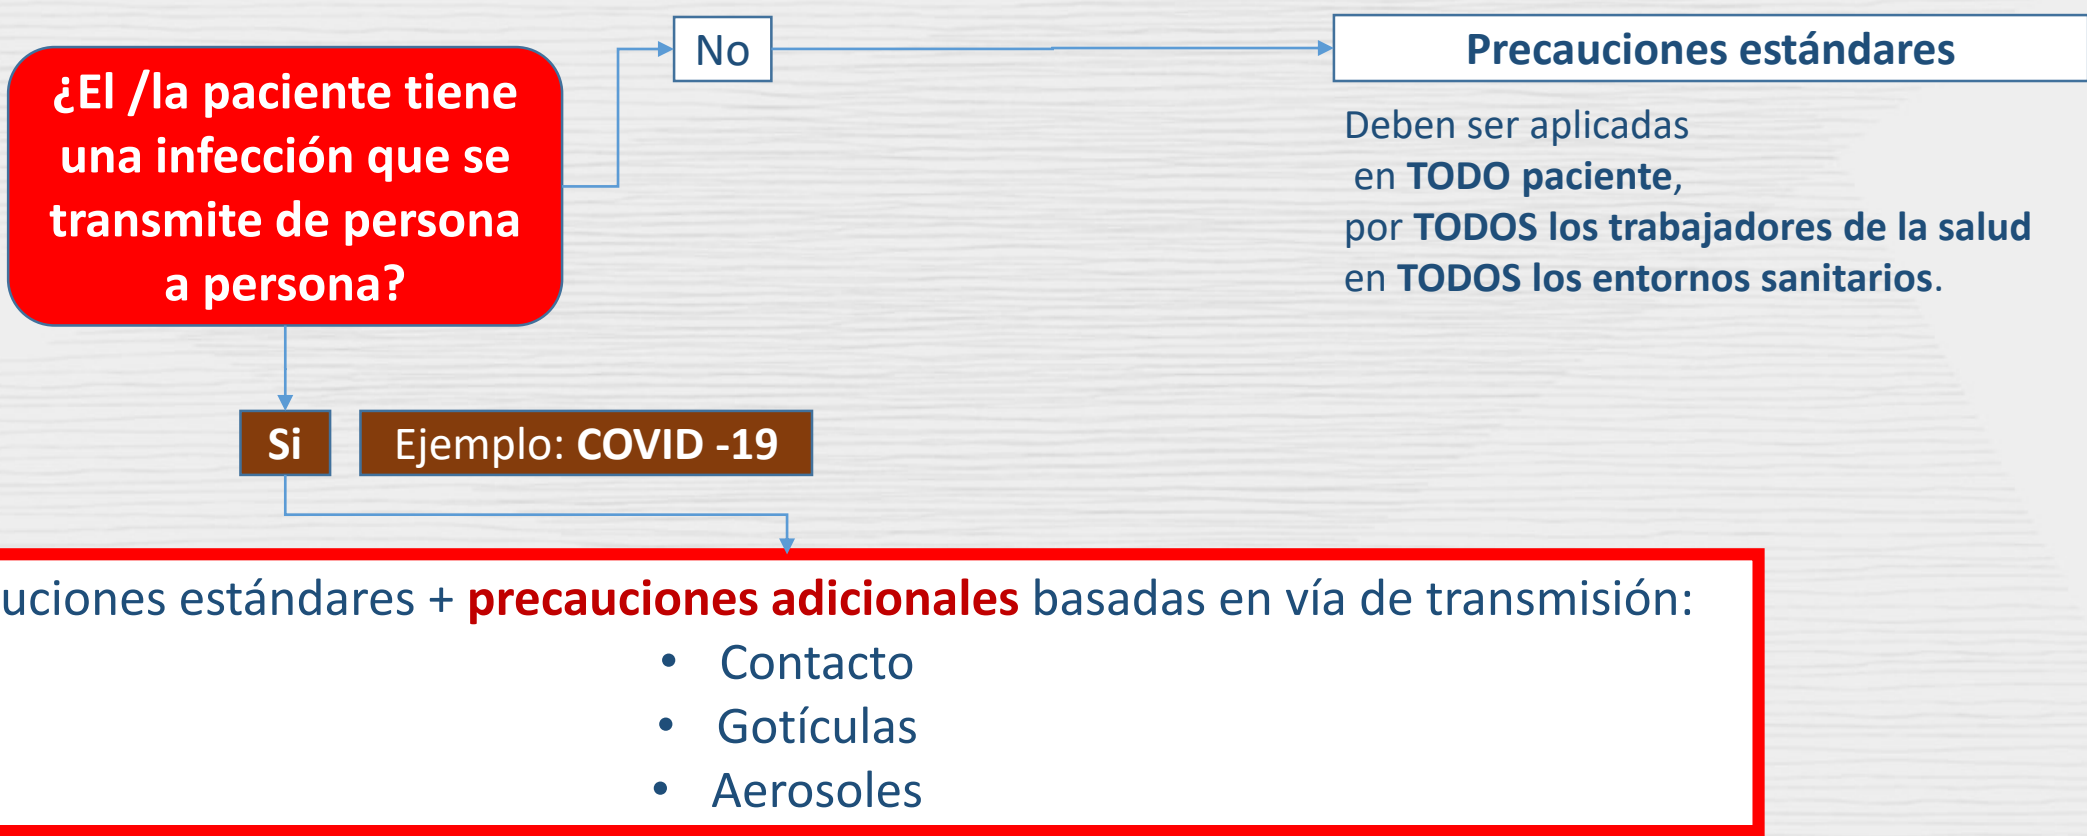 ¿El /la paciente tiene
una infección que se
transmite de persona
a persona?
No
Precauciones estándares
Deben ser aplicadas
en TODO paciente,
por TODOS los trabajadores de la salud
en TODOS los entornos sanitarios.
Si
Ejemplo: COVID -19
uciones estándares + precauciones adicionales basadas en vía de transmisión:
• Contacto
• Gotículas
• Aerosoles